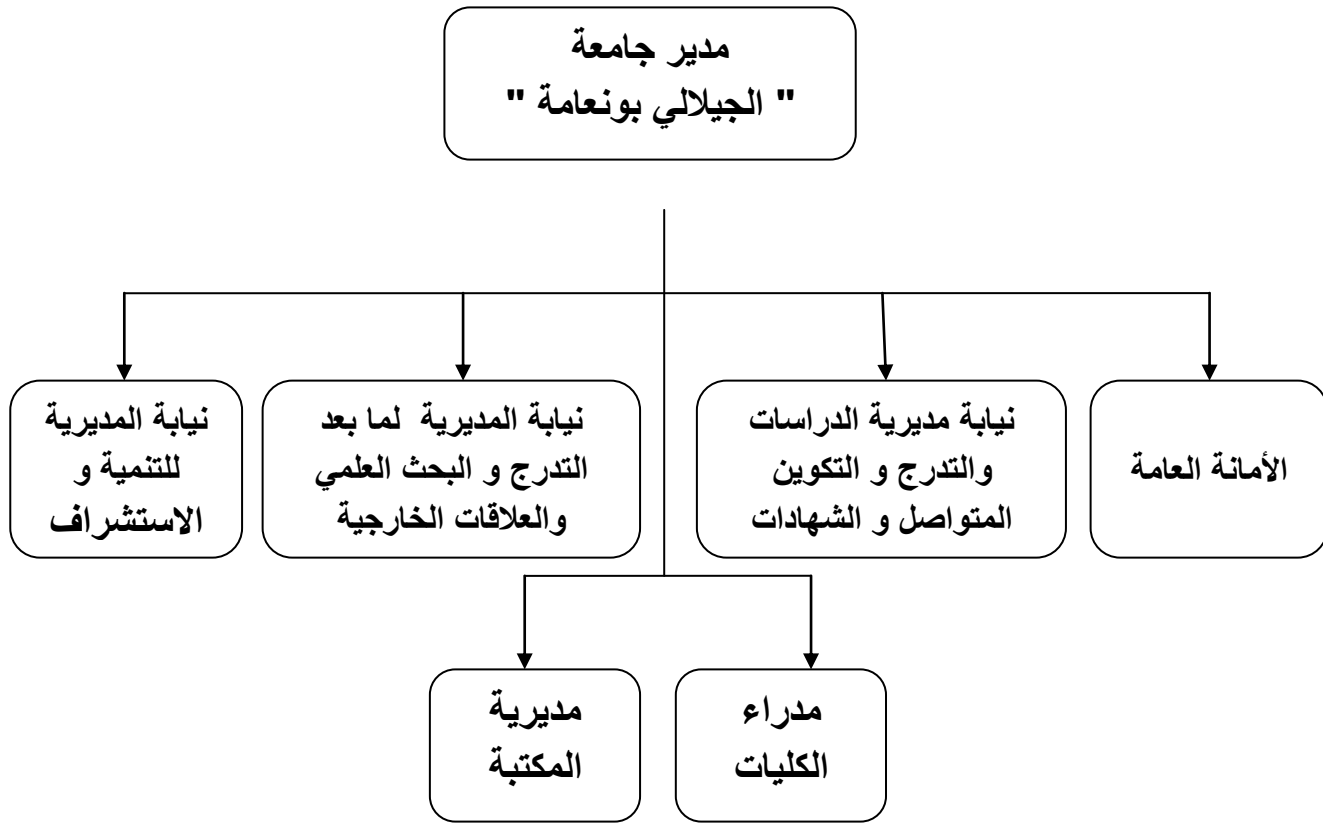 مدير جامعة
" الجيلالي بونعامة "
الأمانة العامة
نيابة مديرية الدراسات
والتدرج و التكوين
المتواصل و الشهادات
نيابة المديرية لما بعد
التدرج و البحث العلمي
والعلاقات الخارجية
نيابة المديرية
للتنمية و
الاستشراف
مدراء
الكليات
مديرية
المكتبة